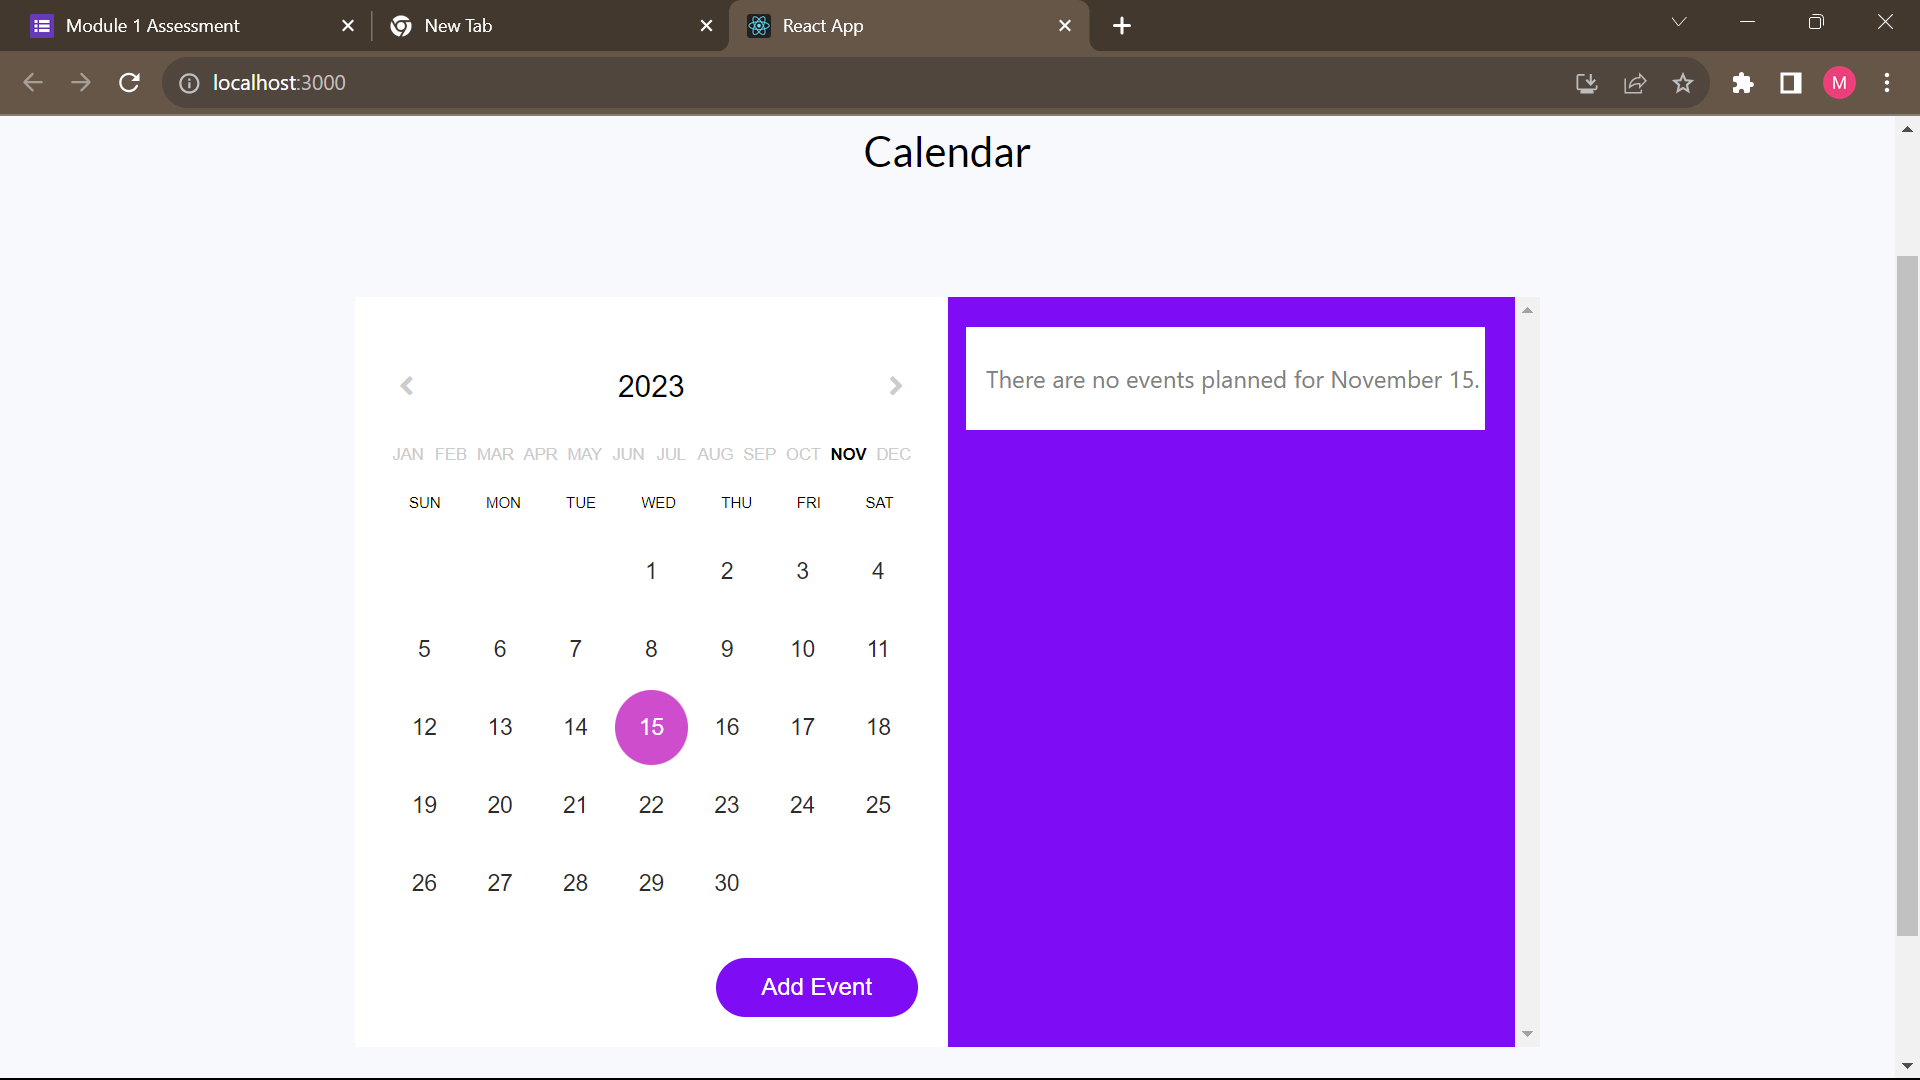 Module 1 Assessment
New Tab
React App
localhost:3000
M
Calendar
2023
JAN FEB MAR APR MAY JUN JUL AUG SEP OCT NOV DEC
SUN MON TUE WED THU FRI SAT
1 2 3 4
5 6 7 8 9 10 11
12 13 14 15 16 17 18
19 20 21 22 23 24 25
26 27 28 29 30
Add Event
There are no events planned for November 15.